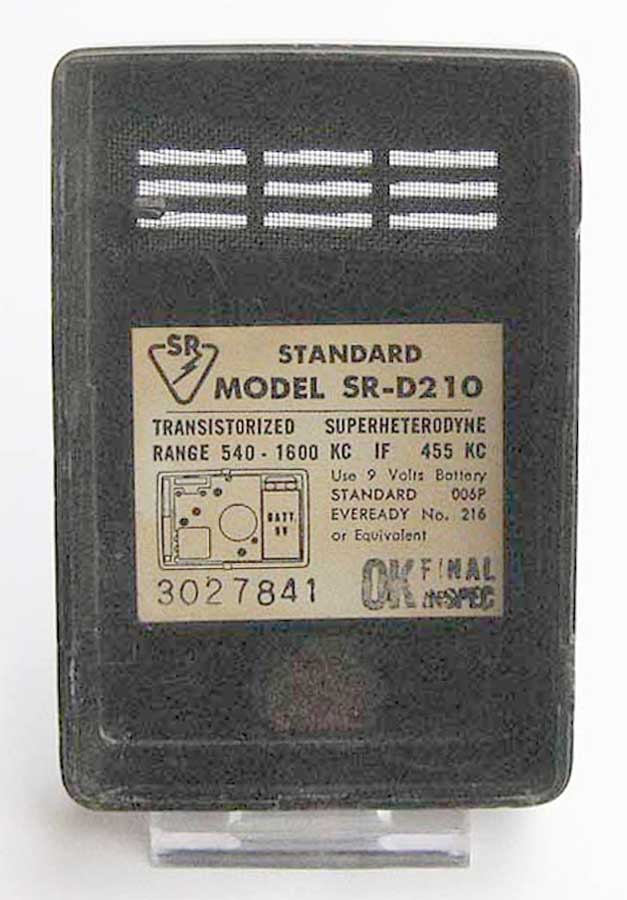 SR
STANDARD
MODEL SR-D210
TRANSISTORIZED SUPERHETERODYNE
RANGE 540 - 1600 KC IF 455 KC
Use 9 Volts Battery
STANDARD 006P
EVEREADY No. 216
or Equivalent
BATT.
9V
3027841
OK FINAL
INSPEC